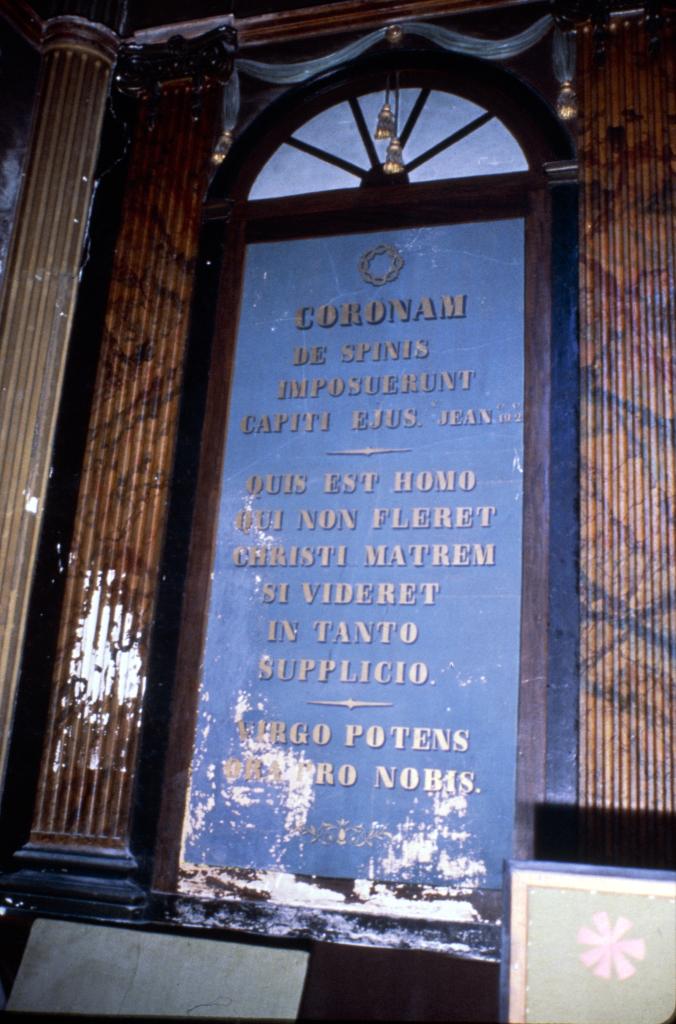 CORONAM
DE SPINIS
IMPOSUERUNT
CAPITI EJUS. JEAN 19.2
QUIS EST HOMO
QUI NON FLERET
CHRISTI MATREM
SI VIDERET
IN TANTO
SUPPLICIO.
VIRGO POTENS
ORA PRO NOBIS.